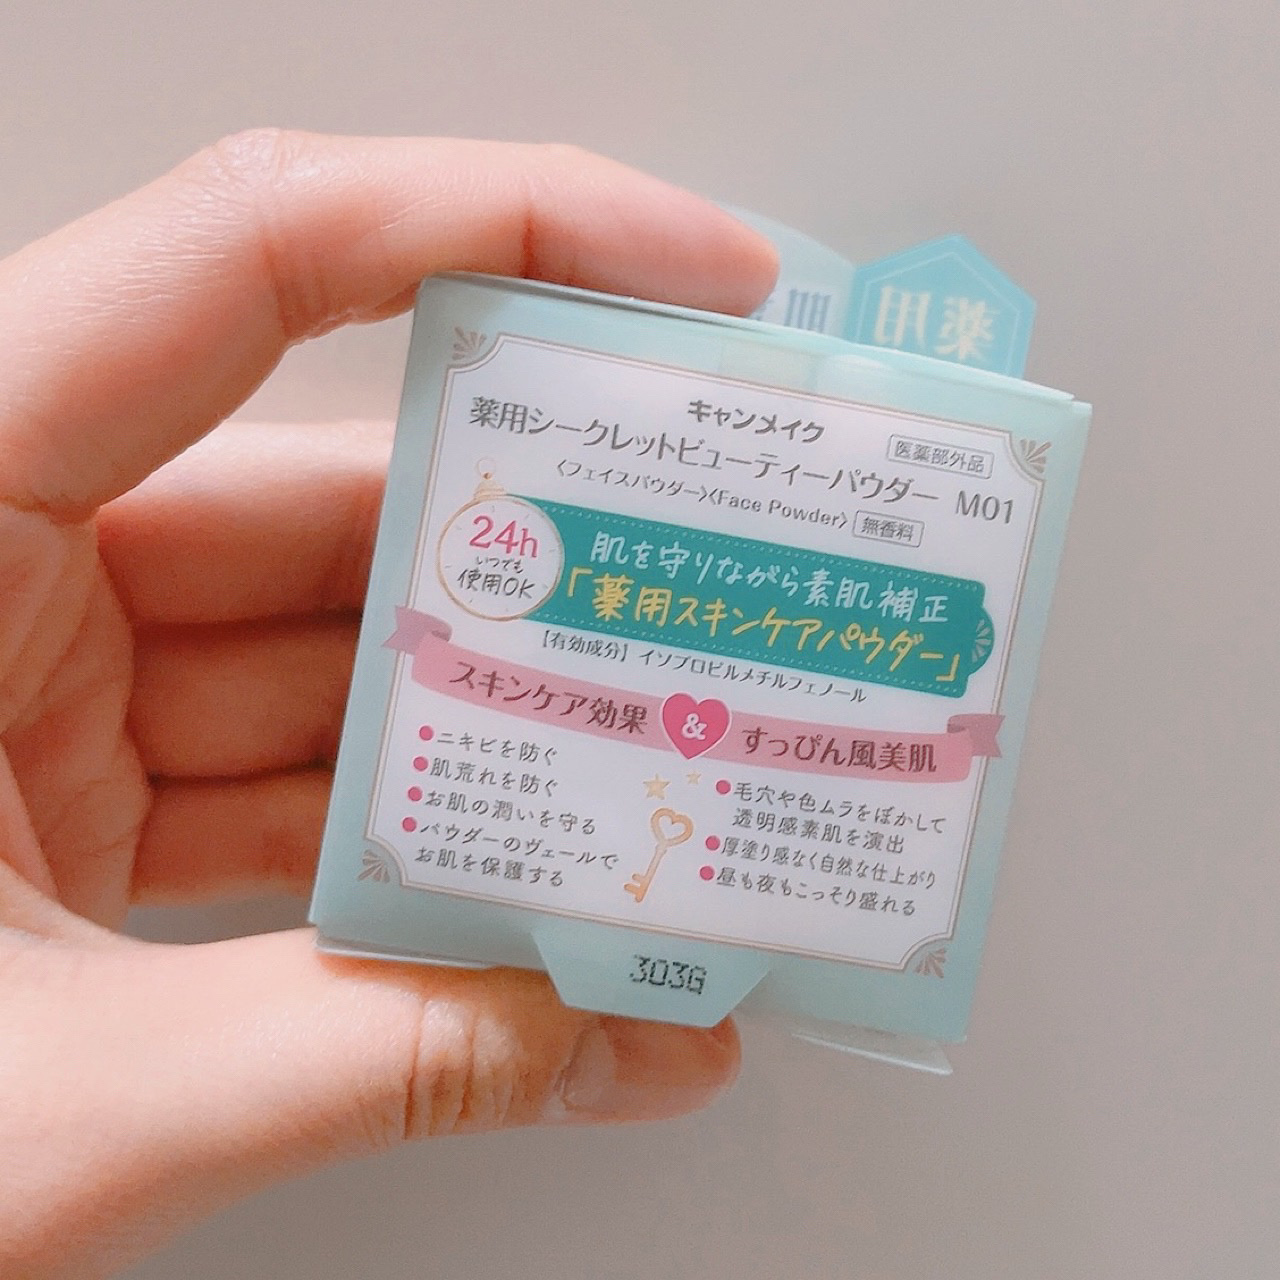 薬用
キャンメイク
医薬部外品
薬用シークレットビューティーパウダー M01
〈フェイスパウダー〉〈Face Powder〉 無香料
24h
いつでも
使用OK
肌を守りながら素肌補正
「薬用スキンケアパウダー」
【有効成分】イソプロピルメチルフェノール
スキンケア効果 & すっぴん風美肌
●ニキビを防ぐ
●肌荒れを防ぐ
●お肌の潤いを守る
●パウダーのヴェールで
お肌を保護する
●毛穴や色ムラをぼかして
透明感素肌を演出
●厚塗り感なく自然な仕上がり
●昼も夜もこっそり盛れる
303G